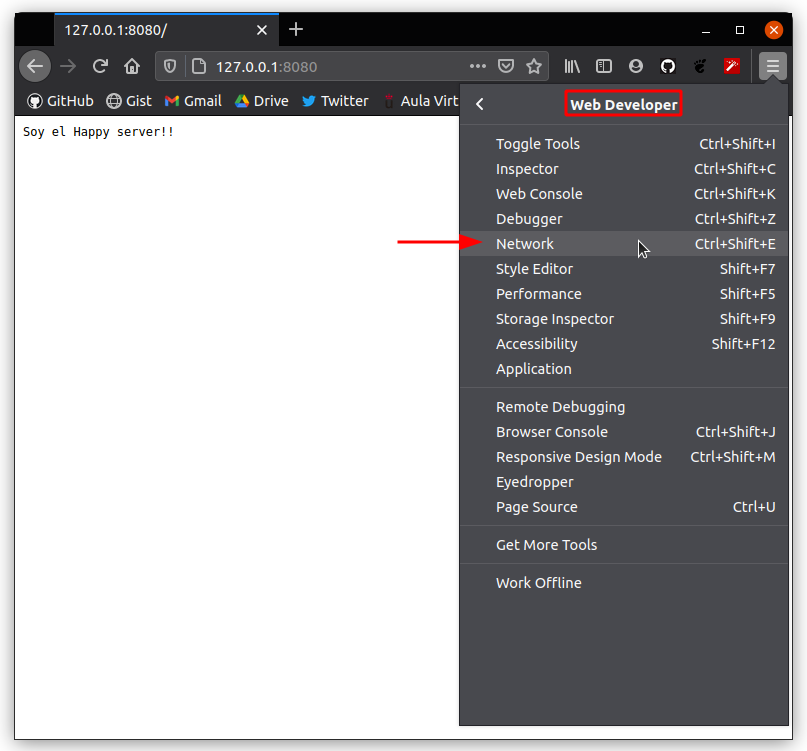 127.0.0.1:8080/
127.0.0.1:8080
GitHub Gist Gmail Drive Twitter Aula Virt
Soy el Happy server!!
Web Developer
Toggle Tools Ctrl+Shift+I
Inspector Ctrl+Shift+C
Web Console Ctrl+Shift+K
Debugger Ctrl+Shift+Z
Network Ctrl+Shift+E
Style Editor Shift+F7
Performance Shift+F5
Storage Inspector Shift+F9
Accessibility Shift+F12
Application
Remote Debugging
Browser Console Ctrl+Shift+J
Responsive Design Mode Ctrl+Shift+M
Eyedropper
Page Source Ctrl+U
Get More Tools
Work Offline